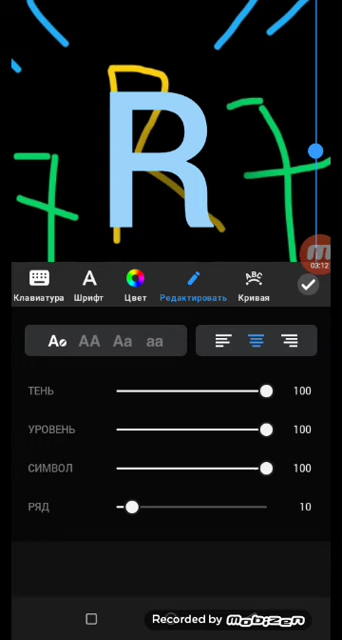 R
03:12
Клавиатура Шрифт Цвет Редактировать ABC Кривая
A AA Aa aa
ТЕНЬ 100
УРОВЕНЬ 100
СИМВОЛ 100
РЯД 10
Recorded by mobizen